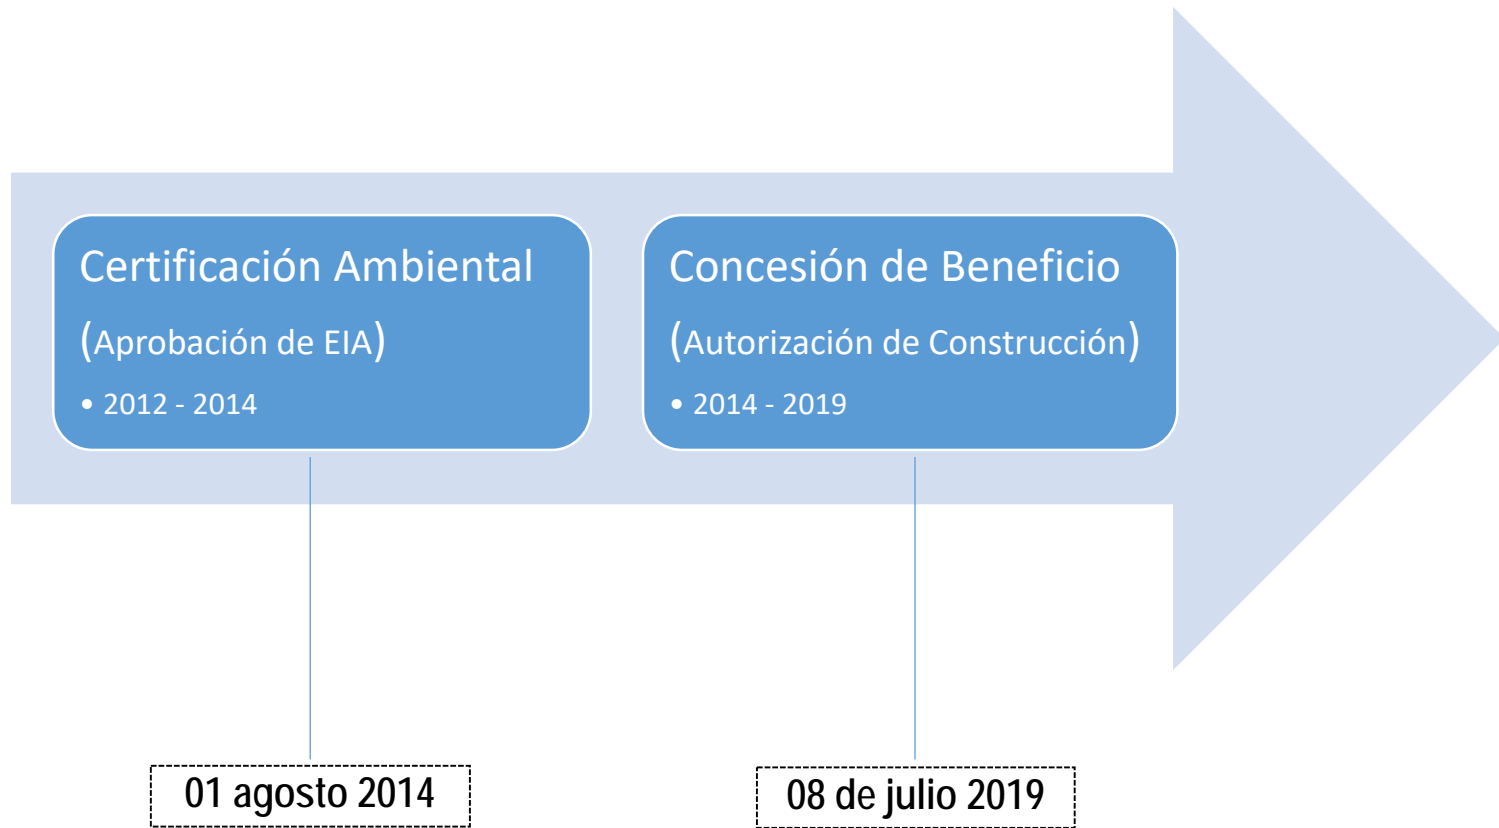 Certificación Ambiental
(Aprobación de EIA)
• 2012 - 2014
Concesión de Beneficio
(Autorización de Construcción)
• 2014 - 2019
01 agosto 2014
08 de julio 2019